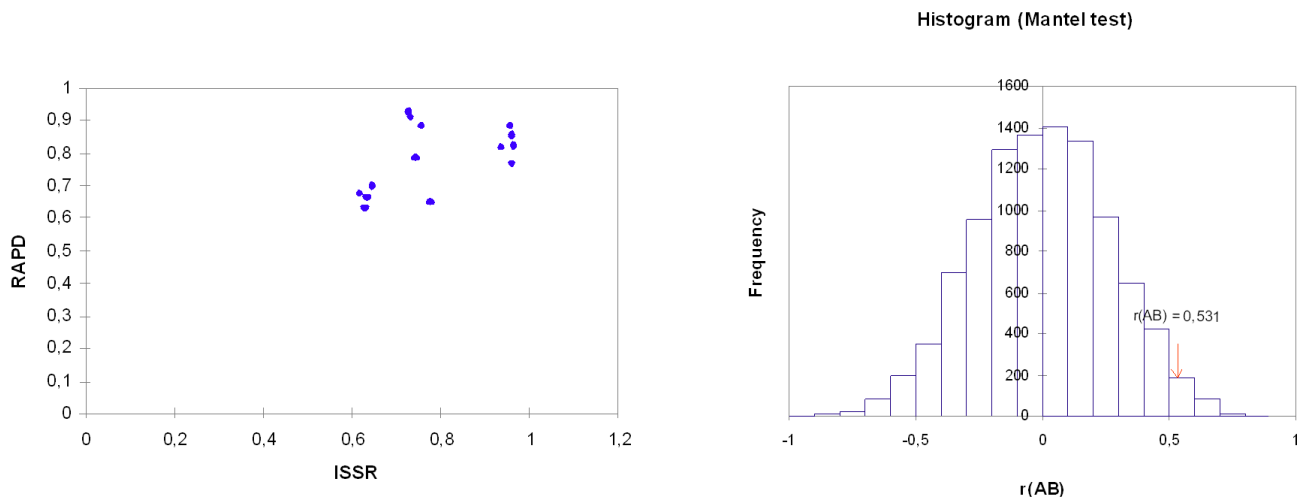 Histogram (Mantel test)
1
0,9
0,8
0,7
0,6
0,5
0,4
0,3
0,2
0,1
0
RAPD
0 0,2 0,4 0,6 0,8 1 1,2
ISSR
1600
1400
1200
1000
800
600
400
200
0
Frequency
r(AB) = 0,531
-1 -0,5 0 0,5 1
r(AB)